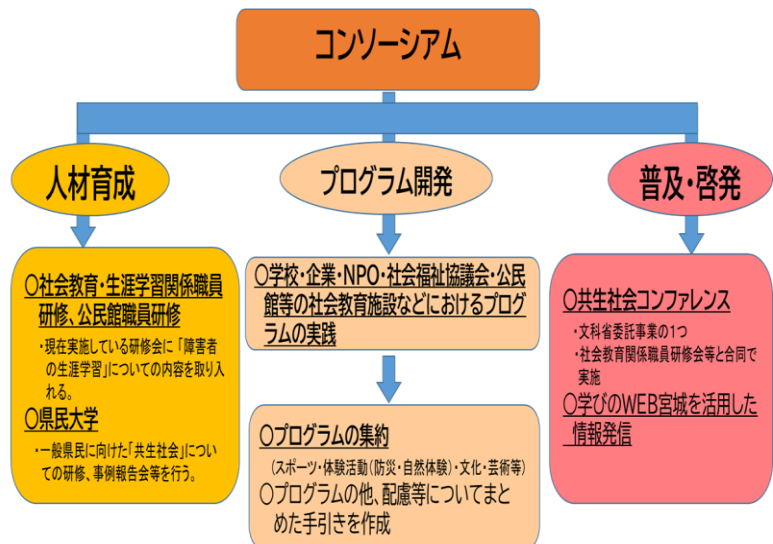 コンソーシアム
人材育成
〇社会教育・生涯学習関係職員
研修、公民館職員研修
・現在実施している研修会に「障害者
の生涯学習」についての内容を取り入
れる。
〇県民大学
・一般県民に向けた「共生社会」につい
ての研修、事例報告会等を行う。
プログラム開発
〇学校・企業・NPO・社会福祉協議会・公民
館等の社会教育施設などにおけるプログ
ラムの実践
〇プログラムの集約
(スポーツ・体験活動(防災・自然体験)・文化・芸術等)
〇プログラムの他、配慮等についてまと
めた手引きを作成
普及・啓発
〇共生社会コンファレンス
・文科省委託事業の1つ
・社会教育関係職員研修会等と合同で
実施
〇学びのWEB宮城を活用した
情報発信